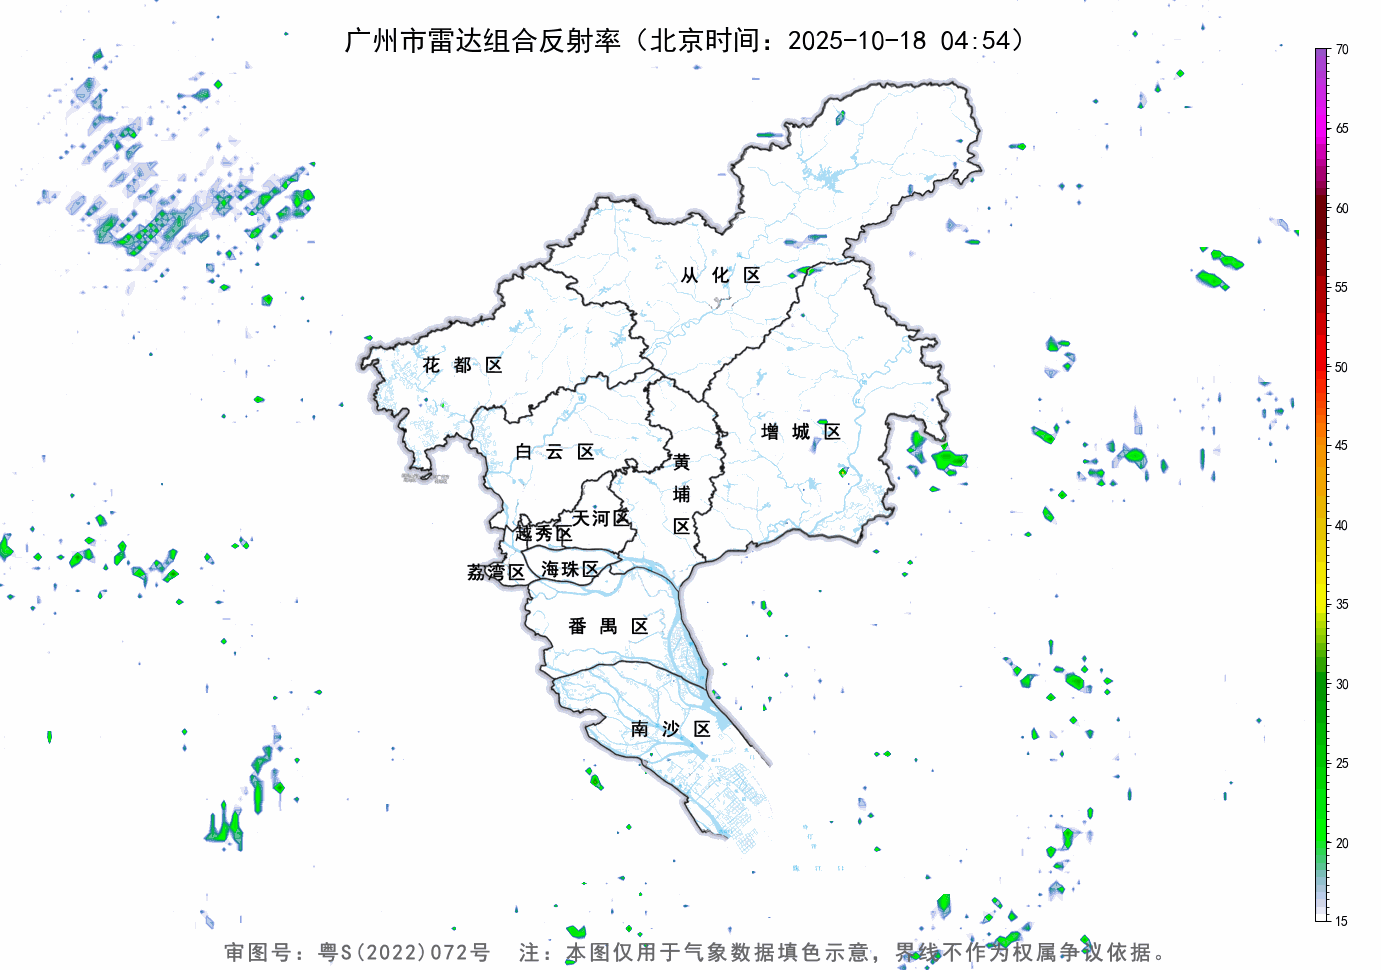 广州市雷达组合反射率（北京时间：2025-10-18 04:54）
70
65
60
55
50
45
40
35
30
25
20
15
从化区
花都区
增城区
白云区
黄埔区
天河区
越秀区
荔湾区
海珠区
番禺区
南沙区
审图号：粤S(2022)072号 注：本图仅用于气象数据填色示意，界线不作为权属争议依据。